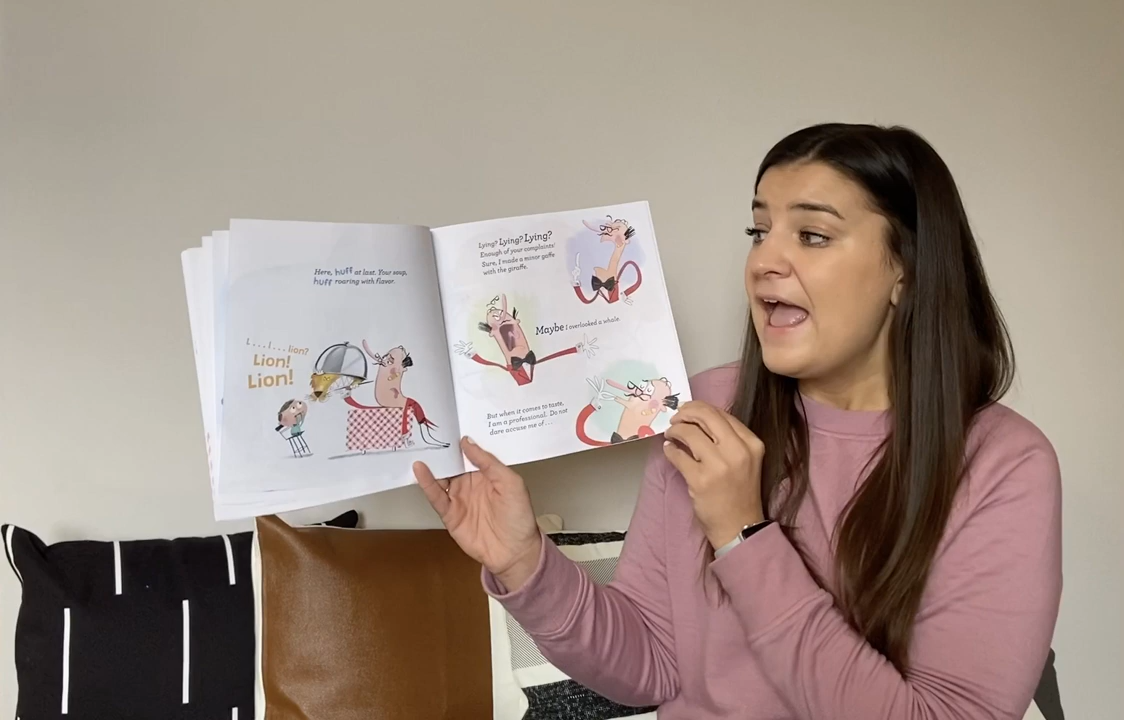 Here, huff at last. Your soup,
huff roaring with flavor.
L...l...lion?
Lion!
Lion!
Lying? Lying? Lying?
Enough of your complaints!
Sure, I made a minor gaffe
with the giraffe.
Maybe I overlooked a whale.
But when it comes to taste,
I am a professional. Do not
dare accuse me of...